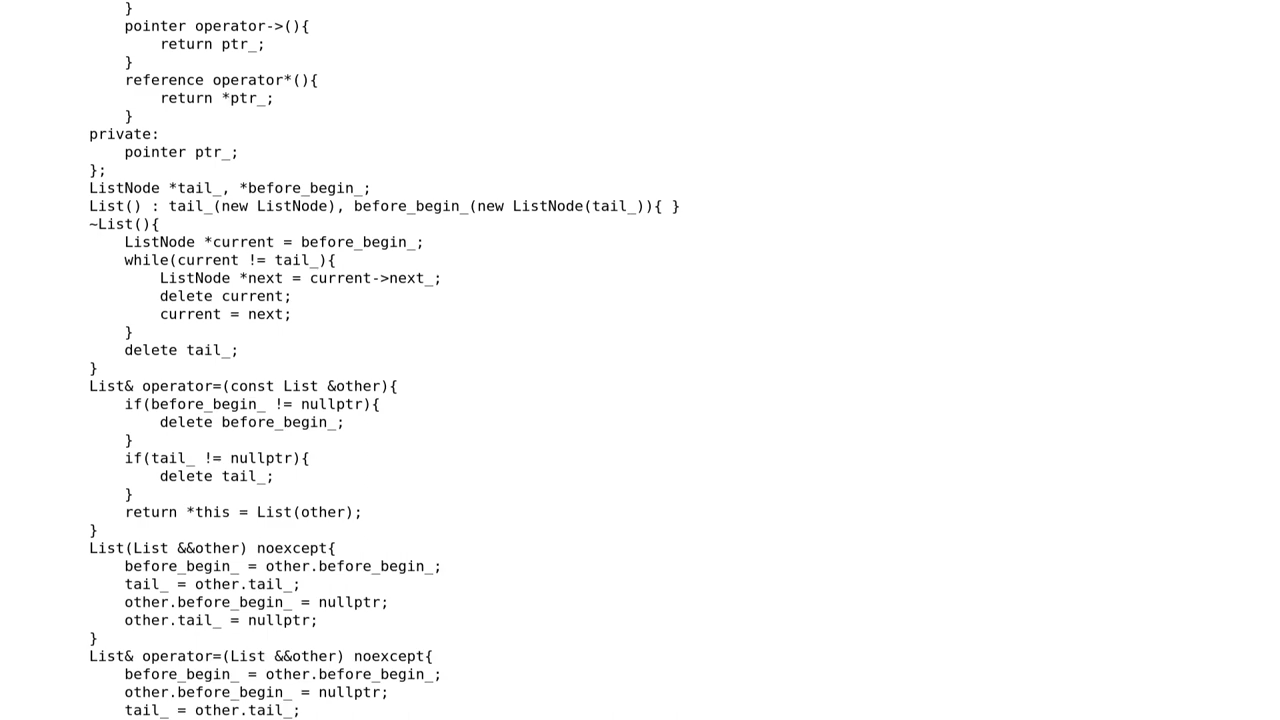 }
pointer operator->(){
return ptr_;
}
reference operator*(){
return *ptr_;
}
private:
pointer ptr_;
};
ListNode *tail_, *before_begin_;
List() : tail_(new ListNode), before_begin_(new ListNode(tail_)){ }
~List(){
ListNode *current = before_begin_;
while(current != tail_){
ListNode *next = current->next_;
delete current;
current = next;
}
delete tail_;
}
List& operator=(const List &other){
if(before_begin_ != nullptr){
delete before_begin_;
}
if(tail_ != nullptr){
delete tail_;
}
return *this = List(other);
}
List(List &&other) noexcept{
before_begin_ = other.before_begin_;
tail_ = other.tail_;
other.before_begin_ = nullptr;
other.tail_ = nullptr;
}
List& operator=(List &&other) noexcept{
before_begin_ = other.before_begin_;
other.before_begin_ = nullptr;
tail_ = other.tail_;